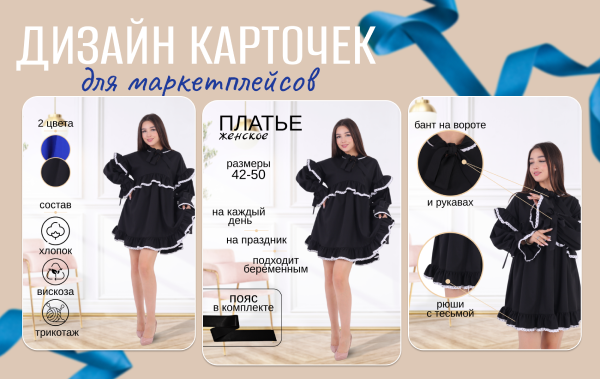 ДИЗАЙН КАРТОЧЕК
для маркетплейсов
2 цвета
состав
хлопок
вискоза
трикотаж
ПЛАТЬЕ
женское
размеры
42-50
на каждый
день
на праздник
подходит
беременным
пояс
в комплекте
бант на вороте
и рукавах
рюши
с тесьмой